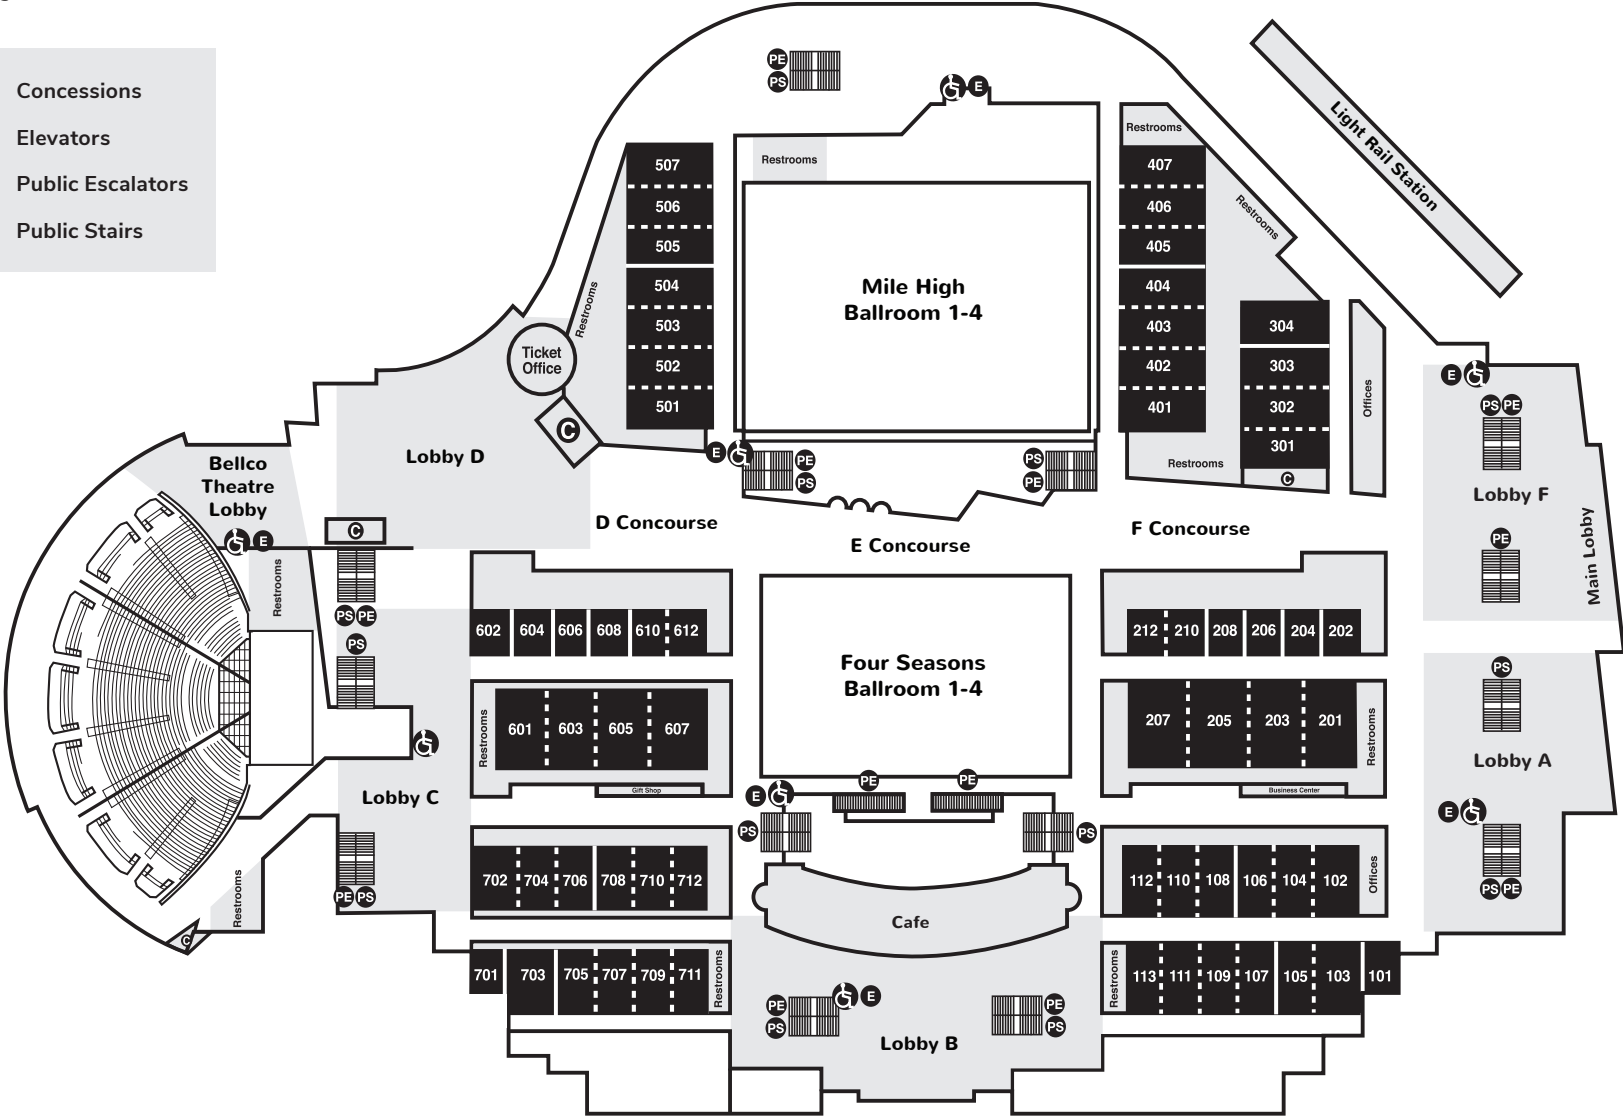 Concessions
Elevators
Public Escalators
Public Stairs
PE
PS
E
Light Rail Station
Restrooms
Restrooms
507
506
505
504
503
502
501
Restrooms
Mile High
Ballroom 1-4
407
406
405
404
403
402
401
Restrooms
304
303
302
301
C
Restrooms
Offices
Ticket
Office
C
Lobby D
E
PE
PS
PS
PE
E
PS PE
Lobby F
PE
Main Lobby
Bellco
Theatre
Lobby
E
C
Restrooms
PS PE
PS
D Concourse
E Concourse
F Concourse
602
604
606
608
610
612
Four Seasons
Ballroom 1-4
212
210
208
206
204
202
Restrooms
601
603
605
607
Gift Shop
207
205
203
201
Restrooms
Business Center
PS
Lobby A
E
PS PE
Lobby C
PE PS
Restrooms
C
E
PE
PE
PS
PS
702
704
706
708
710
712
112
110
108
106
104
102
Offices
Cafe
701
703
705
707
709
711
Restrooms
Restrooms
113
111
109
107
105
103
101
PE
PS
E
PE
PS
Lobby B